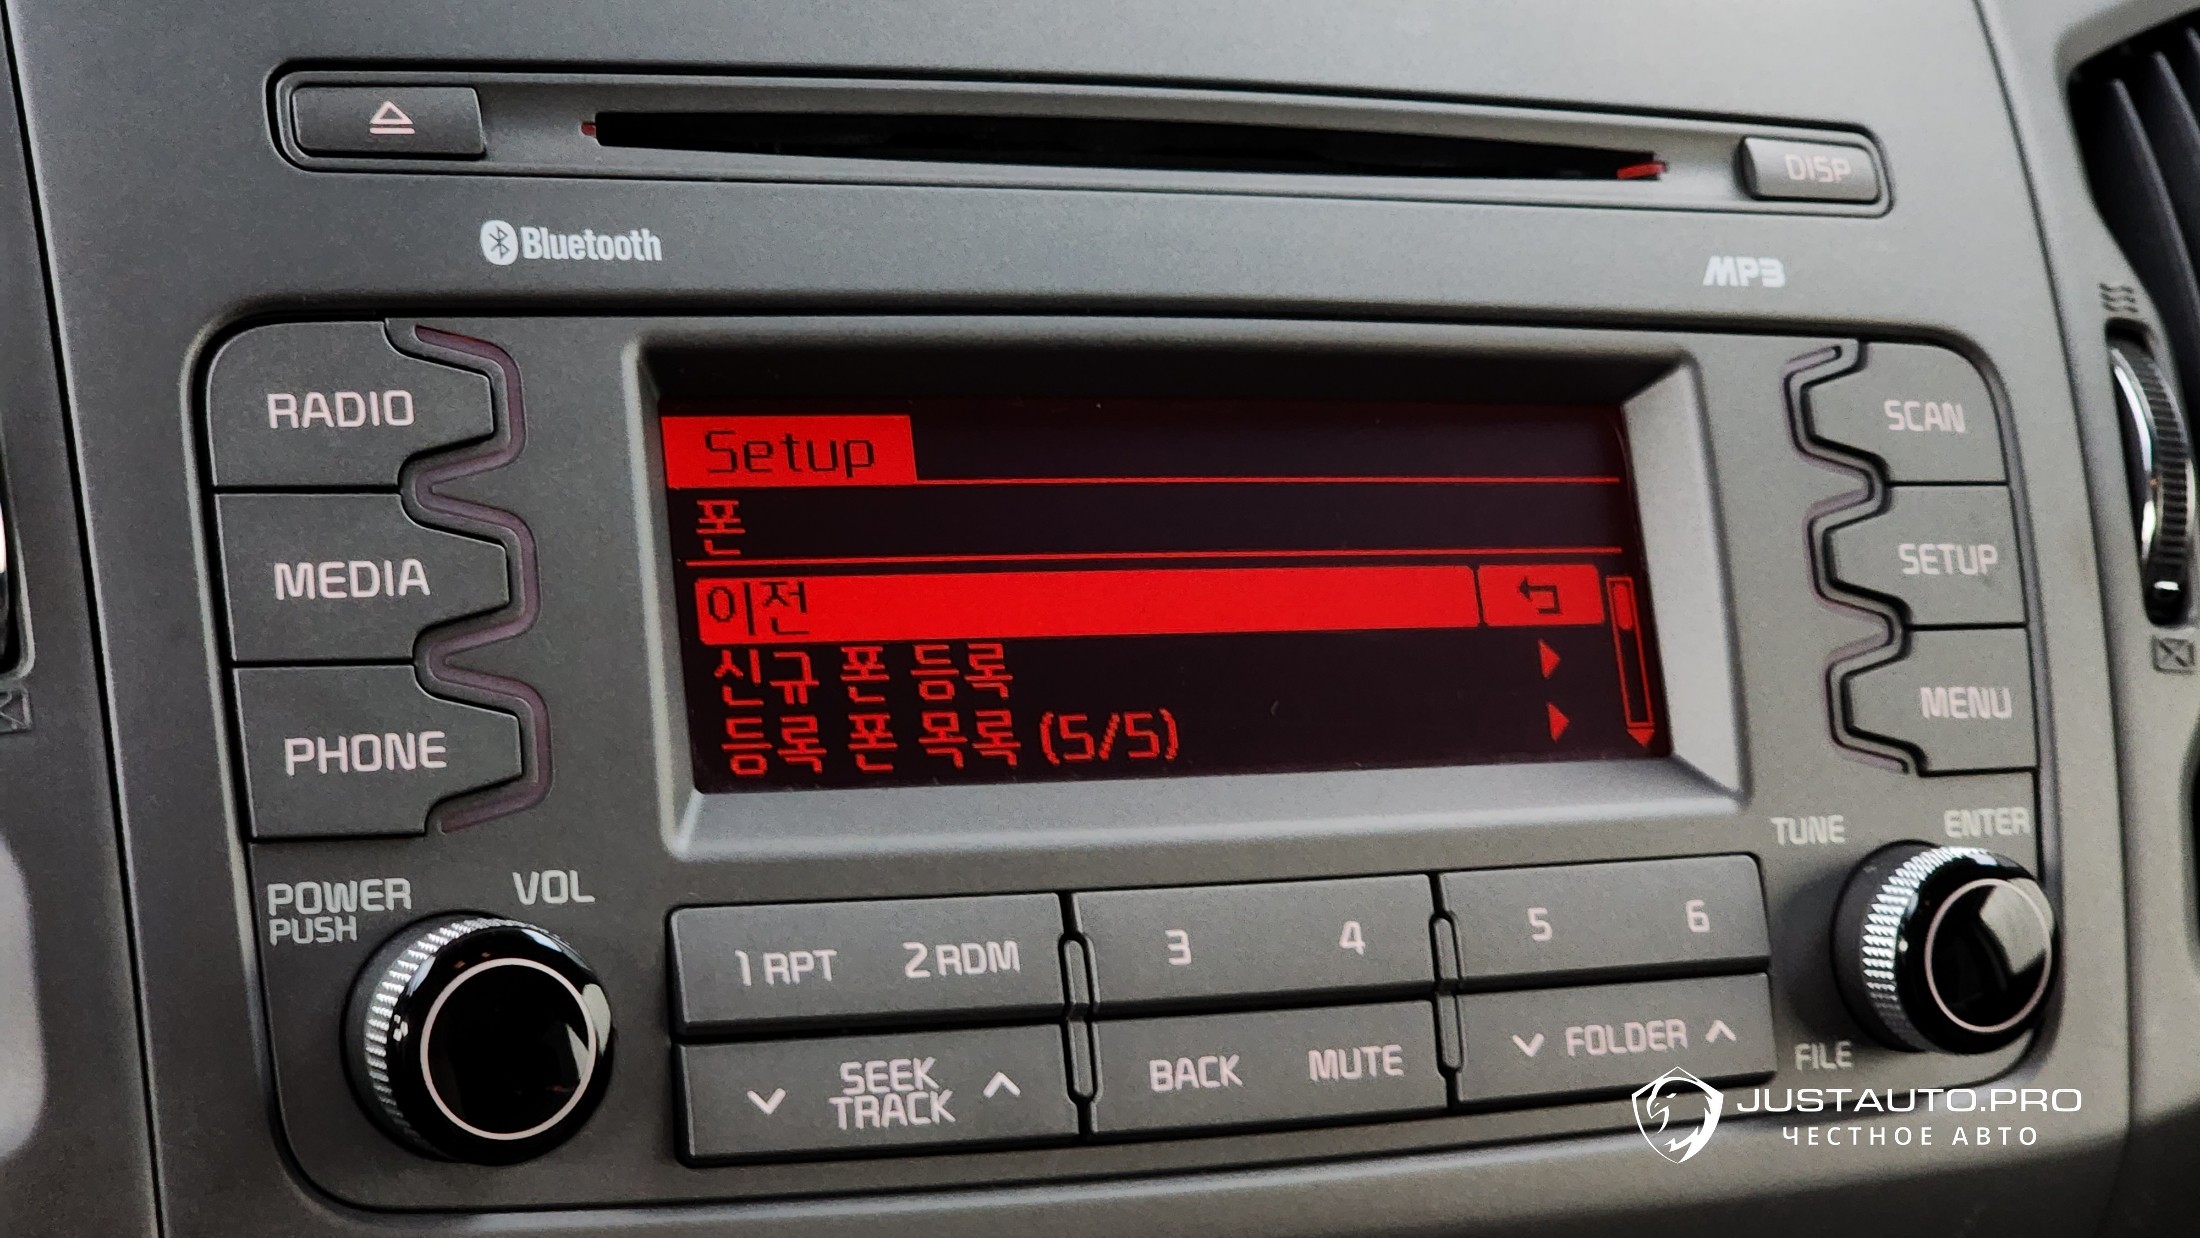 DISP
Bluetooth
MP3
RADIO
MEDIA
PHONE
Setup
폰
이전
신규 폰 등록
등록 폰 목록 (5/5)
SCAN
SETUP
MENU
POWER
PUSH
VOL
TUNE
ENTER
1 RPT 2 RDM
3 4
5 6
SEEK
TRACK
BACK MUTE
FOLDER
FILE
JUSTAUTO.PRO
ЧЕСТНОЕ АВТО